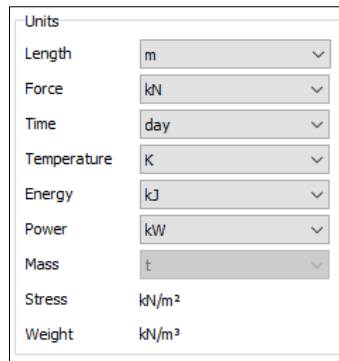 Units
Length m
Force kN
Time day
Temperature K
Energy kJ
Power kW
Mass t
Stress kN/m²
Weight kN/m³